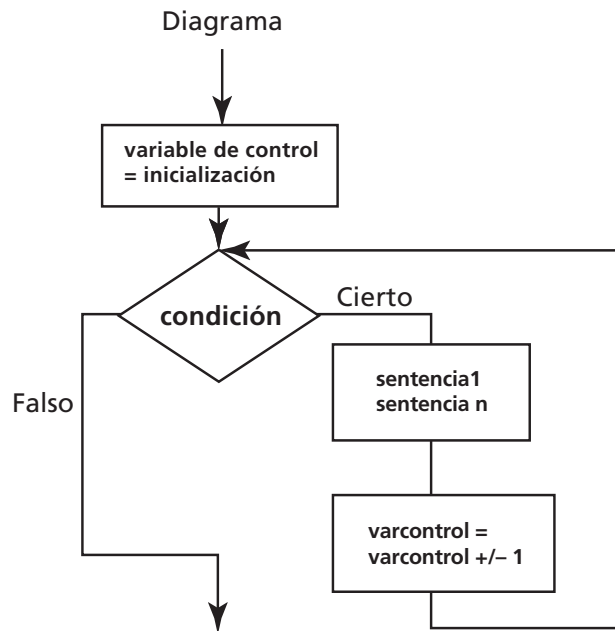 Diagrama
variable de control
= inicialización
condición
Cierto
Falso
sentencia1
sentencia n
varcontrol =
varcontrol +/– 1